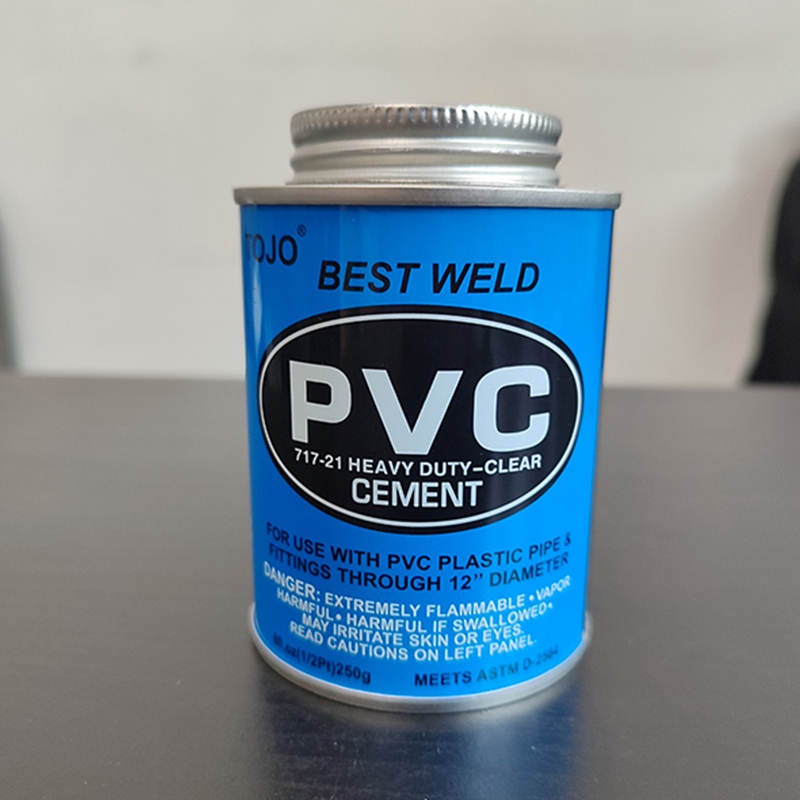 TOJO®
BEST WELD
PVC
717-21 HEAVY DUTY-CLEAR
CEMENT
FOR USE WITH PVC PLASTIC PIPE &
FITTINGS THROUGH 12" DIAMETER
DANGER: EXTREMELY FLAMMABLE • VAPOR
HARMFUL • HARMFUL IF SWALLOWED •
MAY IRRITATE SKIN OR EYES.
READ CAUTIONS ON LEFT PANEL.
(1/2Pt)250g
MEETS ASTM D-2564